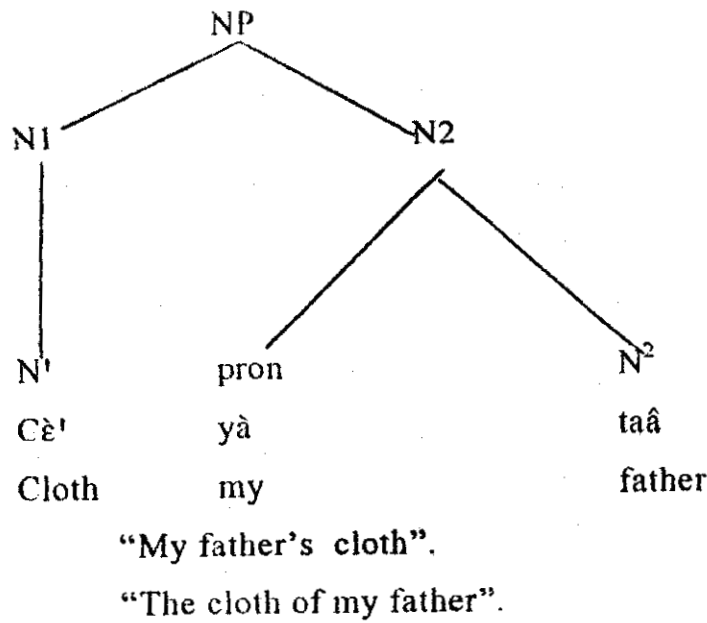 NP
N1 N2
N' pron N²
Cɛ̀' yà taâ
Cloth my father
“My father’s cloth”.
“The cloth of my father”.